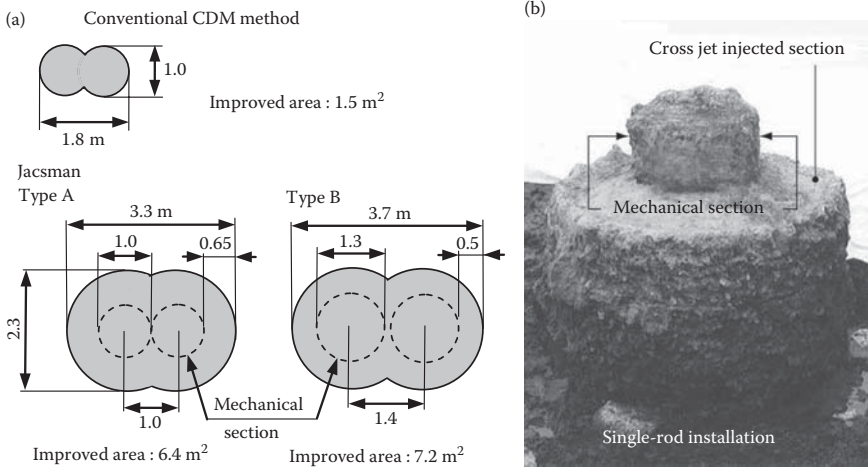 (a)
Conventional CDM method
1.0
Improved area : 1.5 m²
1.8 m
Jacsman
Type A
3.3 m
1.0
0.65
2.3
1.0
Mechanical
section
Improved area : 6.4 m²
Type B
3.7 m
1.3
0.5
1.4
Improved area : 7.2 m²
(b)
Cross jet injected section
Mechanical section
Single-rod installation